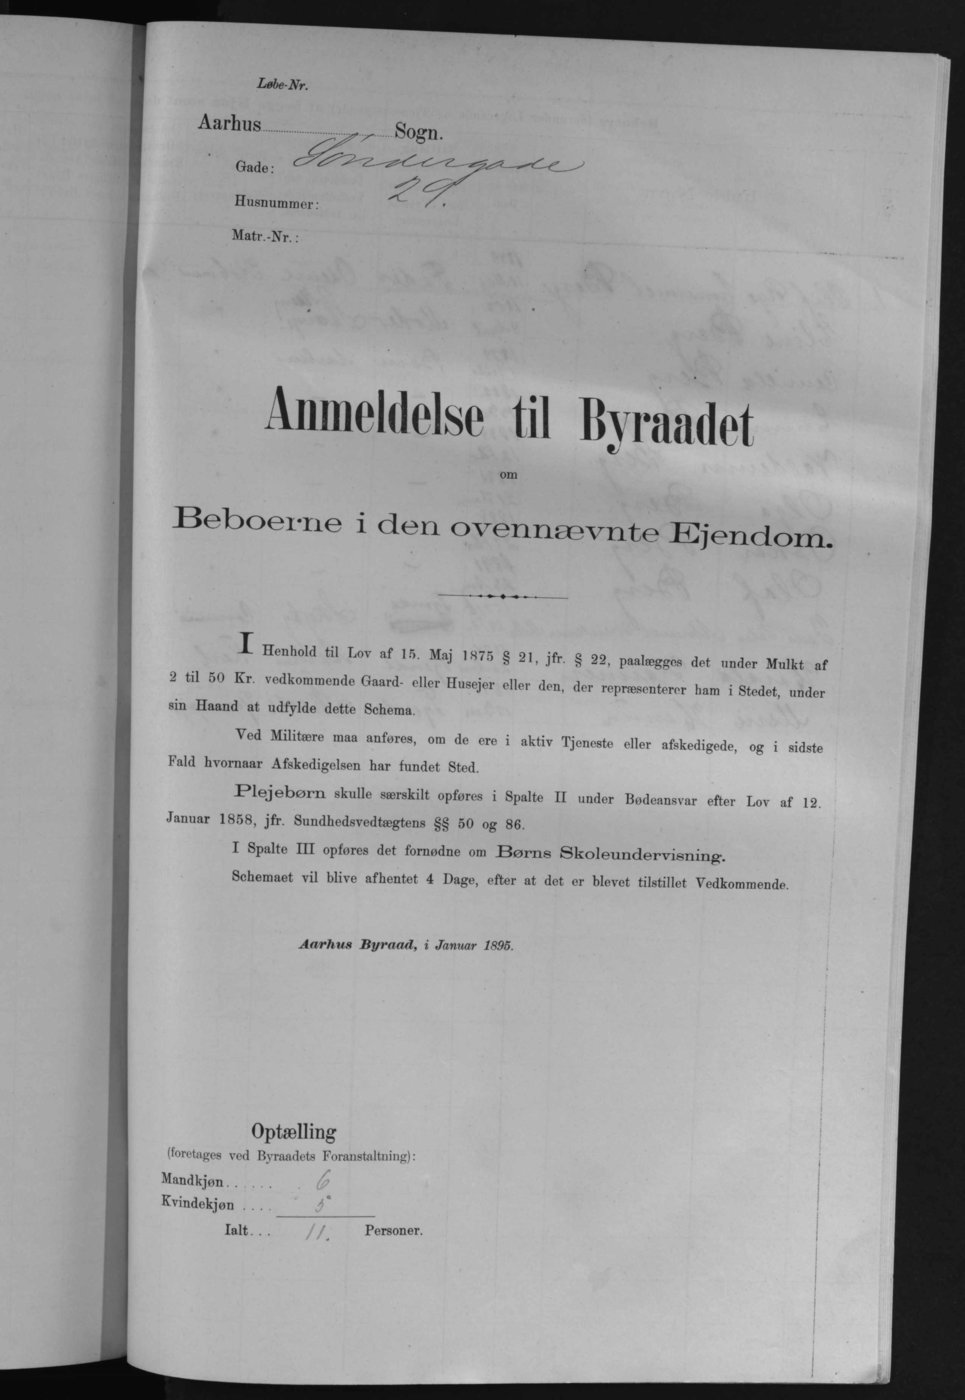 Løbe-Nr.
Aarhus Sogn.
Gade: Søndergade
Husnummer: 29.
Matr.-Nr.:
Anmeldelse til Byraadet
om
Beboerne i den ovennævnte Ejendom.
I Henhold til Lov af 15. Maj 1875 § 21, jfr. § 22, paalægges det under Mulkt af
2 til 50 Kr. vedkommende Gaard- eller Husejer eller den, der repræsenterer ham i Stedet, under
sin Haand at udfylde dette Schema.
Ved Militære maa anføres, om de ere i aktiv Tjeneste eller afskedigede, og i sidste
Fald hvornaar Afskedigelsen har fundet Sted.
Plejebørn skulle særskilt opføres i Spalte II under Bødeansvar efter Lov af 12.
Januar 1858, jfr. Sundhedsvedtægtens §§ 50 og 86.
I Spalte III opføres det fornødne om Børns Skoleundervisning.
Schemaet vil blive afhentet 4 Dage, efter at det er blevet tilstillet Vedkommende.
Aarhus Byraad, i Januar 1895.
Optælling
(foretages ved Byraadets Foranstaltning):
Mandkjøn...... 6
Kvindekjøn .... 5
Ialt... 11. Personer.